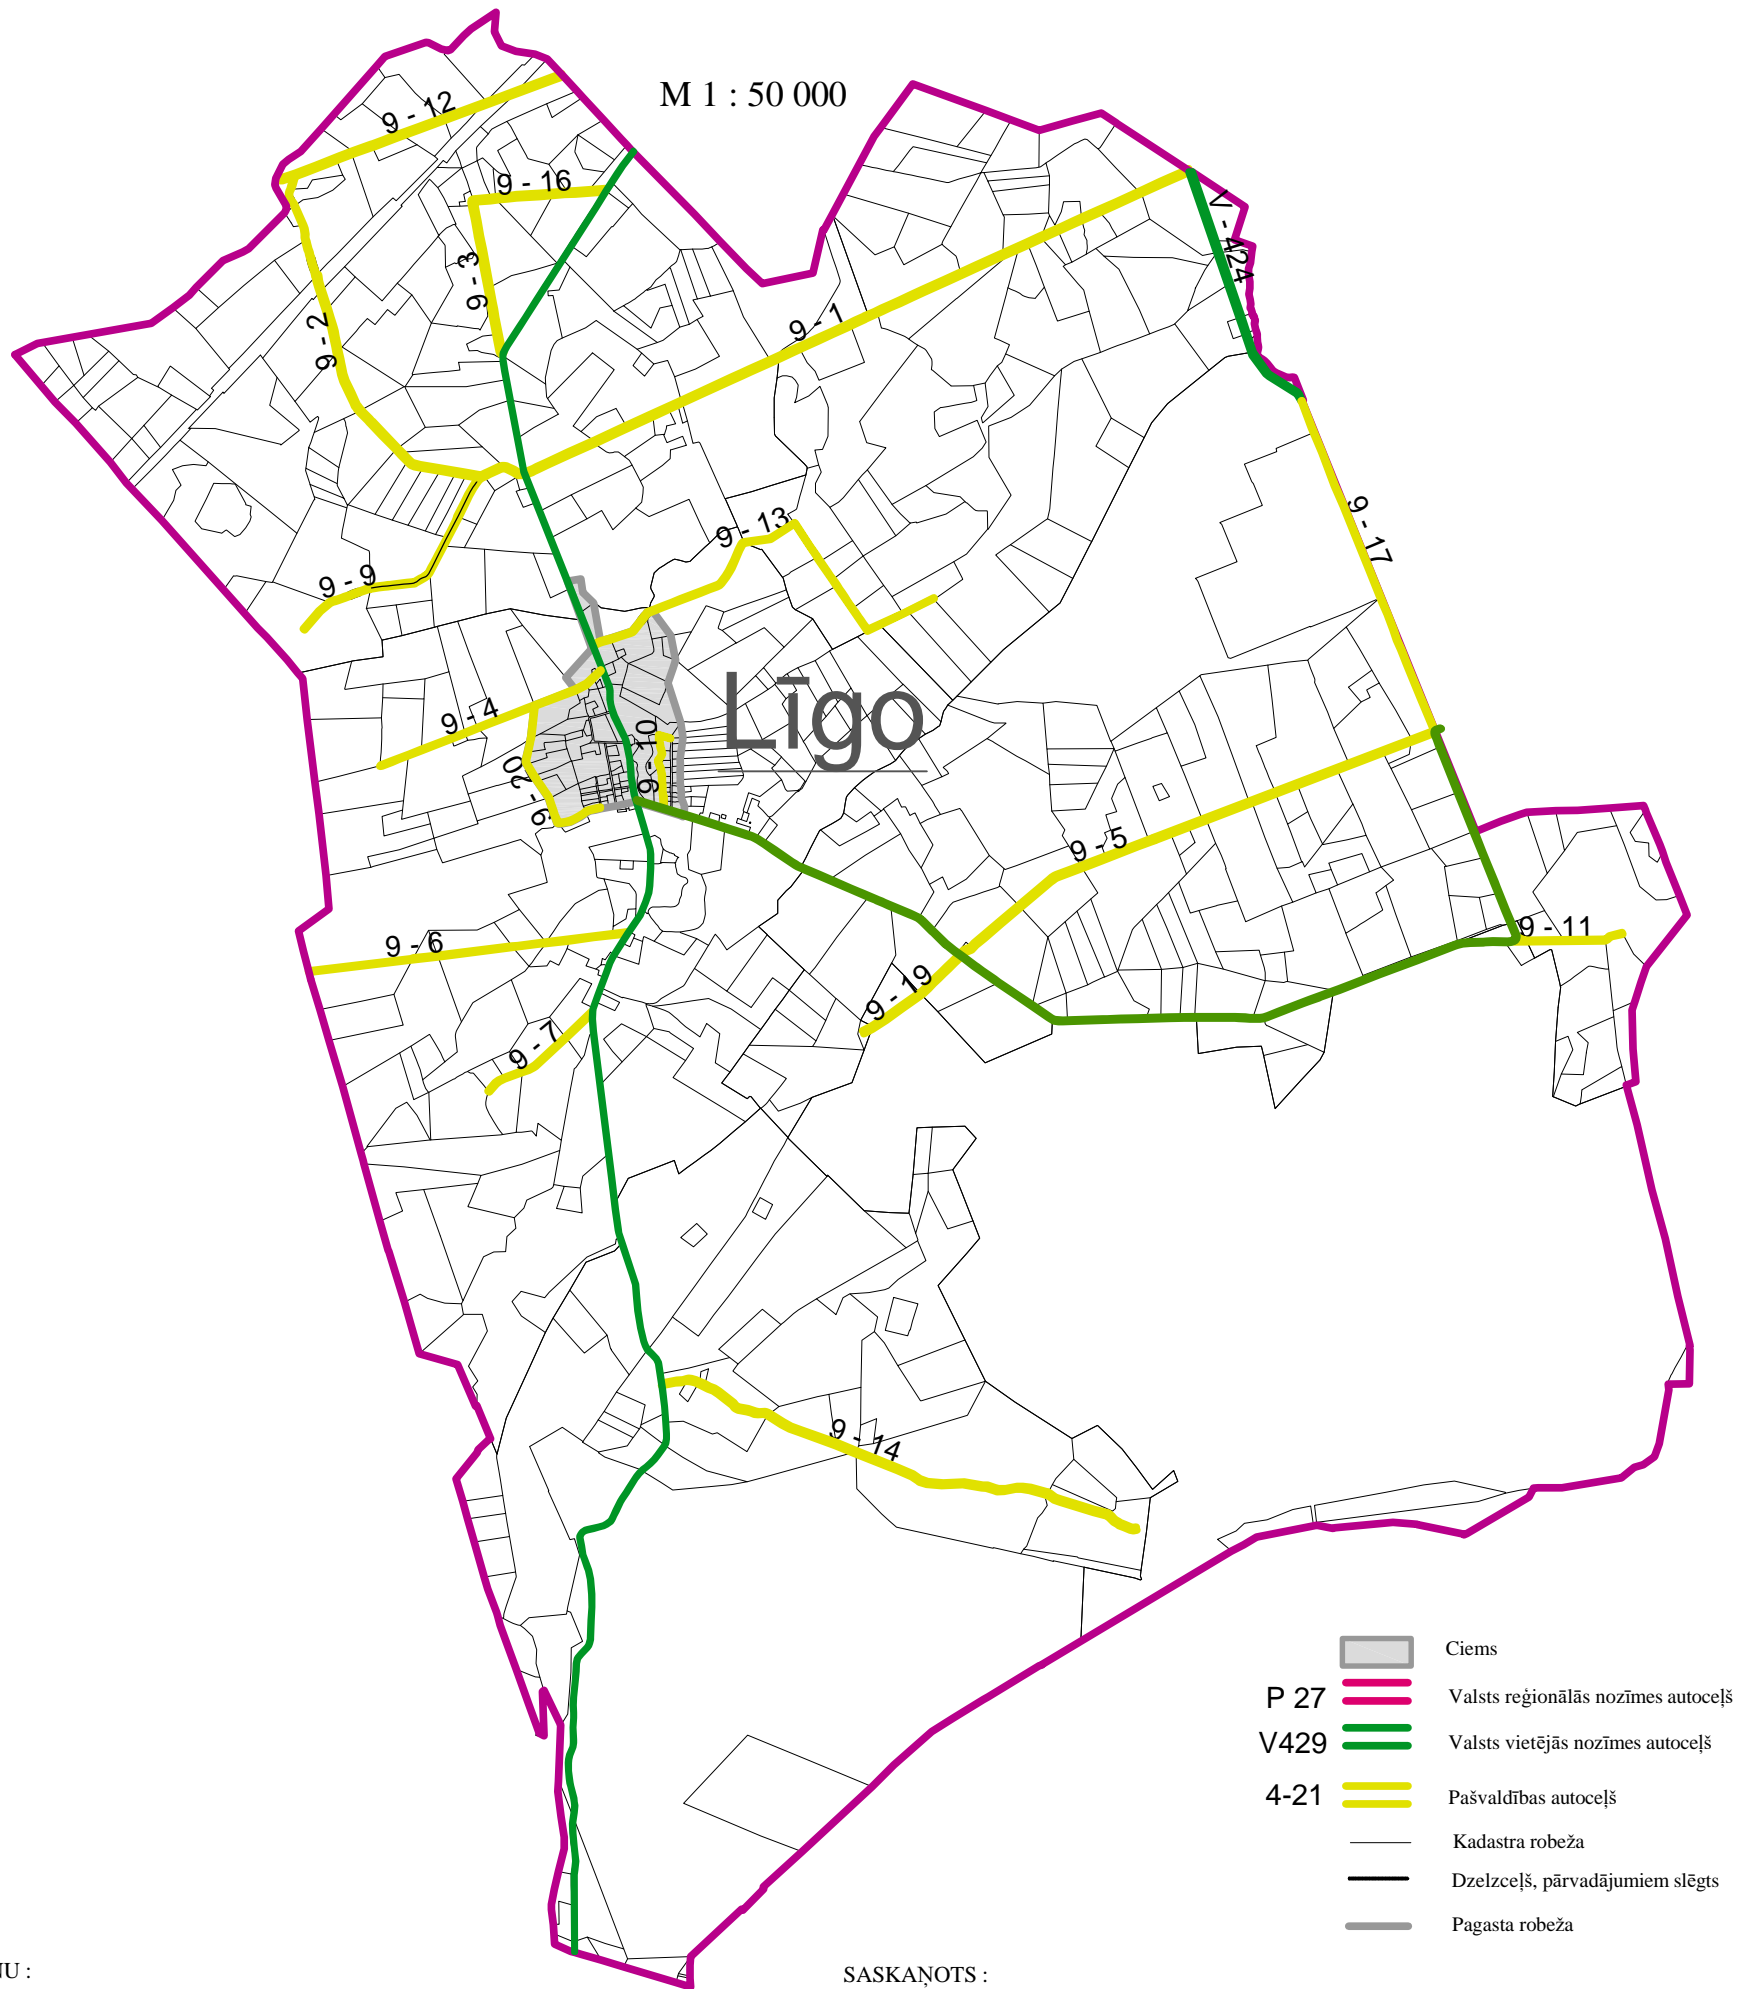 M 1 : 50 000
9 - 12
9 - 16
V - 424
9 - 3
9 - 2
9 - 1
9 - 13
9 - 17
9 - 9
Līgo
9 - 4
9 - 10
9 - 20
9 - 5
9 - 11
9 - 6
9 - 19
9 - 7
9 - 14
Ciems
P 27 Valsts reģionālās nozīmes autoceļš
V429 Valsts vietējās nozīmes autoceļš
4-21 Pašvaldības autoceļš
Kadastra robeža
Dzelzceļš, pārvadājumiem slēgts
Pagasta robeža
SASKAŅOTS :